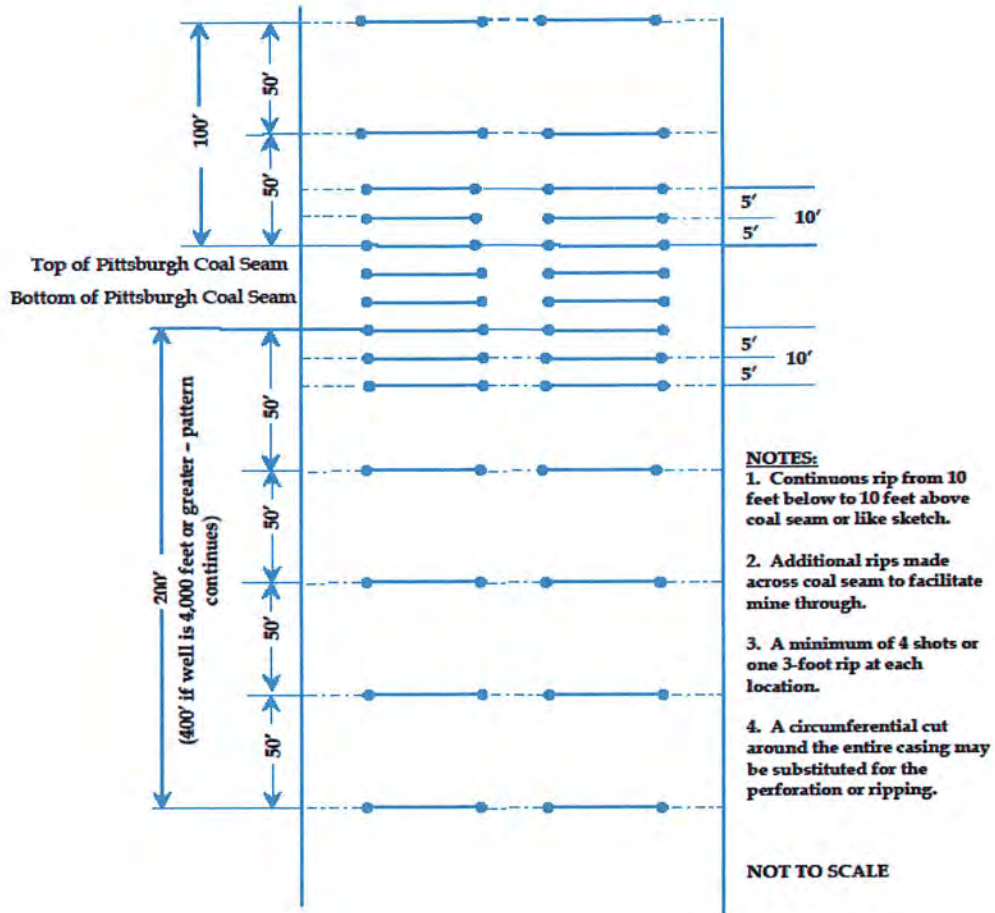 100'
50'
50'
5'
10'
5'
Top of Pittsburgh Coal Seam
Bottom of Pittsburgh Coal Seam
5'
10'
5'
200'
(400' if well is 4,000 feet or greater - pattern
continues)
50'
50'
50'
50'
NOTES:
1. Continuous rip from 10
feet below to 10 feet above
coal seam or like sketch.
2. Additional rips made
across coal seam to facilitate
mine through.
3. A minimum of 4 shots or
one 3-foot rip at each
location.
4. A circumferential cut
around the entire casing may
be substituted for the
perforation or ripping.
NOT TO SCALE